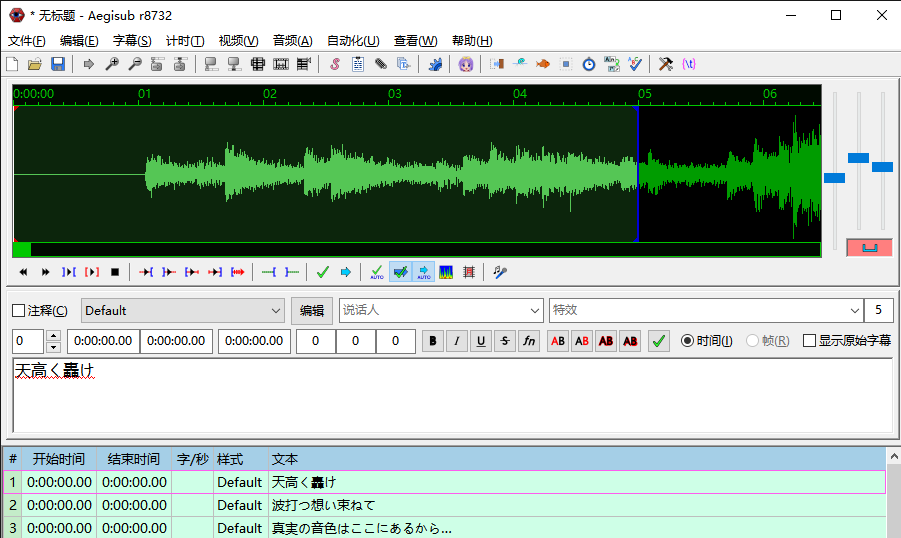 * 无标题 - Aegisub r8732
文件(F) 编辑(E) 字幕(S) 计时(T) 视频(V) 音频(A) 自动化(U) 查看(W) 帮助(H)
0:00:00 01 02 03 04 05 06
AUTO AUTO
注释(C) Default 编辑 说话人 特效 5
0 0:00:00.00 0:00:00.00 0:00:00.00 0 0 0 B I U S fn AB AB AB AB 时间(I) 帧(R) 显示原始字幕
天高く轟け
# 开始时间 结束时间 字/秒 样式 文本
1 0:00:00.00 0:00:00.00 Default 天高く轟け
2 0:00:00.00 0:00:00.00 Default 波打つ想い束ねて
3 0:00:00.00 0:00:00.00 Default 真実の音色はここにあるから...